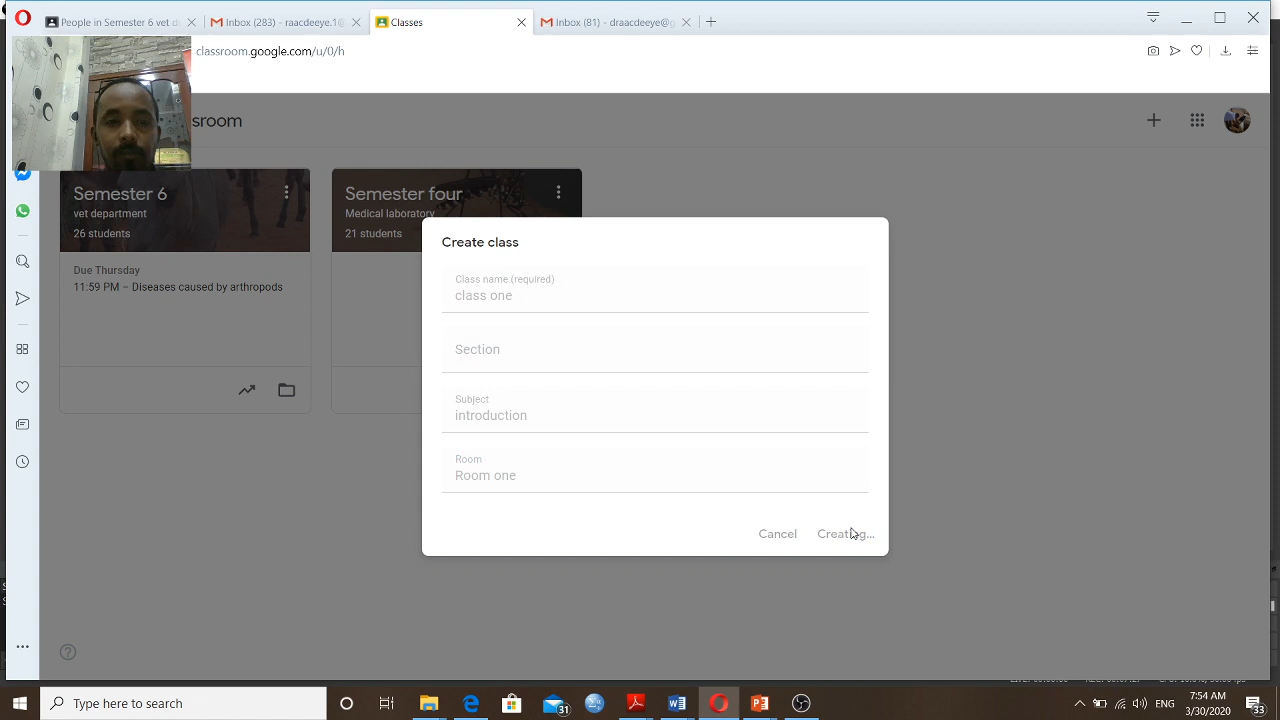 People in Semester 6 vet d
Inbox (283) - raacdeeye.1@
Classes
Inbox (81) - draacdeeye@g
classroom.google.com/u/0/h
sroom
Semester 6
vet department
26 students
Due Thursday
11:59 PM – Diseases caused by arthropods
Semester four
Medical laboratory
21 students
Create class
Class name (required)
class one
Section
Subject
introduction
Room
Room one
Cancel
Creating...
Type here to search
31
ENG
7:54 AM
3/30/2020
33